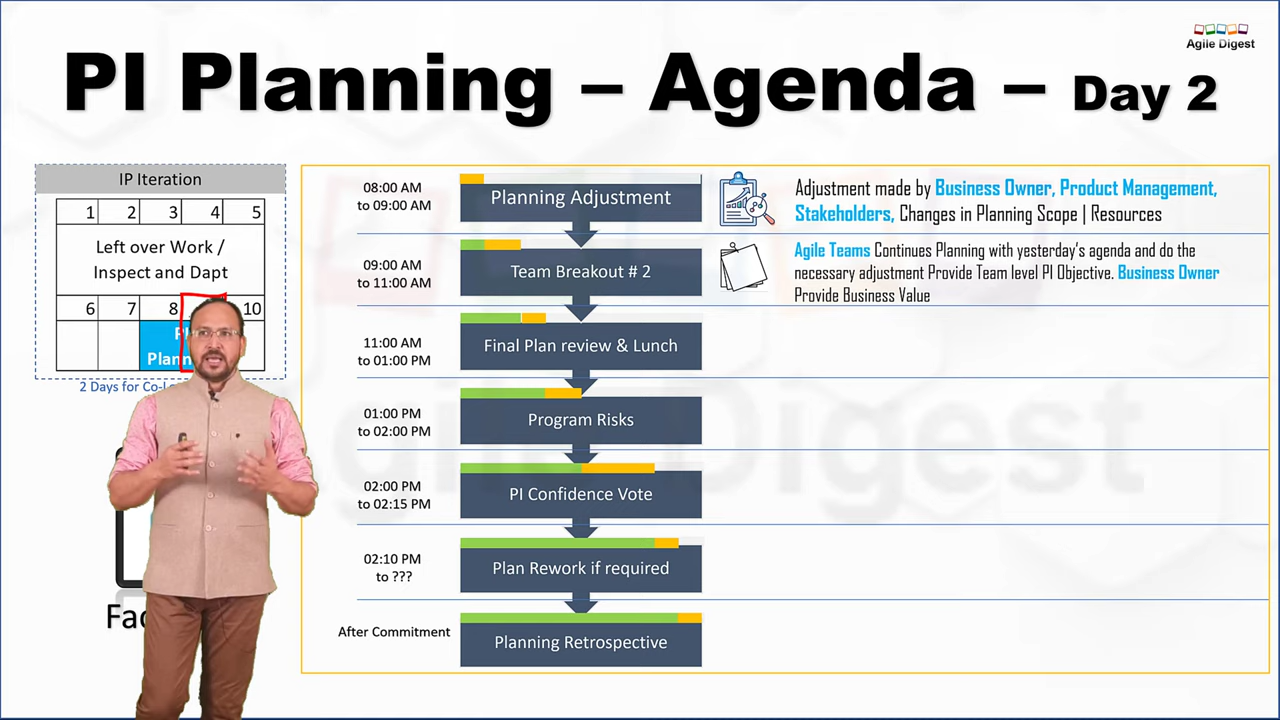 Agile Digest
PI Planning – Agenda – Day 2
IP Iteration
1 2 3 4 5
Left over Work /
Inspect and Dapt
6 7 8 10
2 Days for
08:00 AM
to 09:00 AM
Planning Adjustment
Adjustment made by Business Owner, Product Management,
Stakeholders, Changes in Planning Scope | Resources
09:00 AM
to 11:00 AM
Team Breakout # 2
Agile Teams Continues Planning with yesterday's agenda and do the
necessary adjustment Provide Team level PI Objective. Business Owner
Provide Business Value
11:00 AM
to 01:00 PM
Final Plan review & Lunch
01:00 PM
to 02:00 PM
Program Risks
02:00 PM
to 02:15 PM
PI Confidence Vote
02:10 PM
to ???
Plan Rework if required
After Commitment
Planning Retrospective